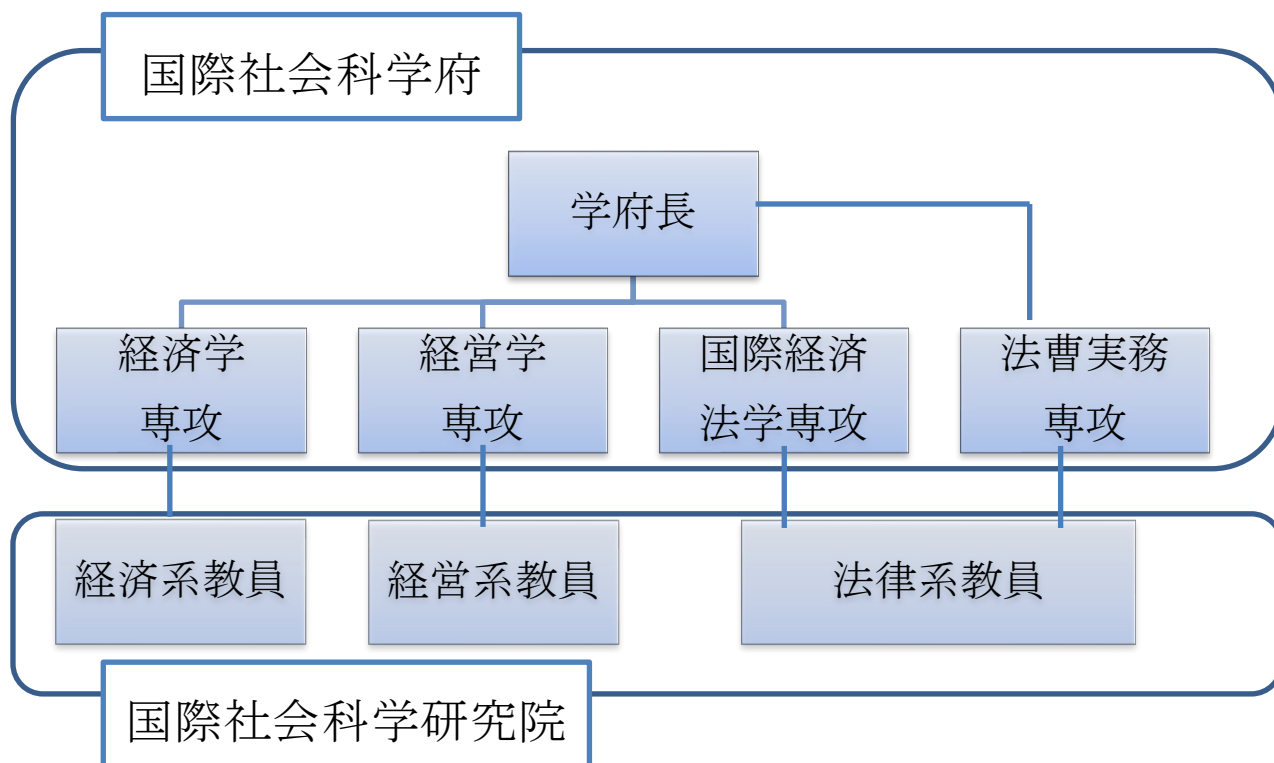 国際社会科学府
学府長
経済学
専攻
経営学
専攻
国際経済
法学専攻
法曹実務
専攻
経済系教員
経営系教員
法律系教員
国際社会科学研究院